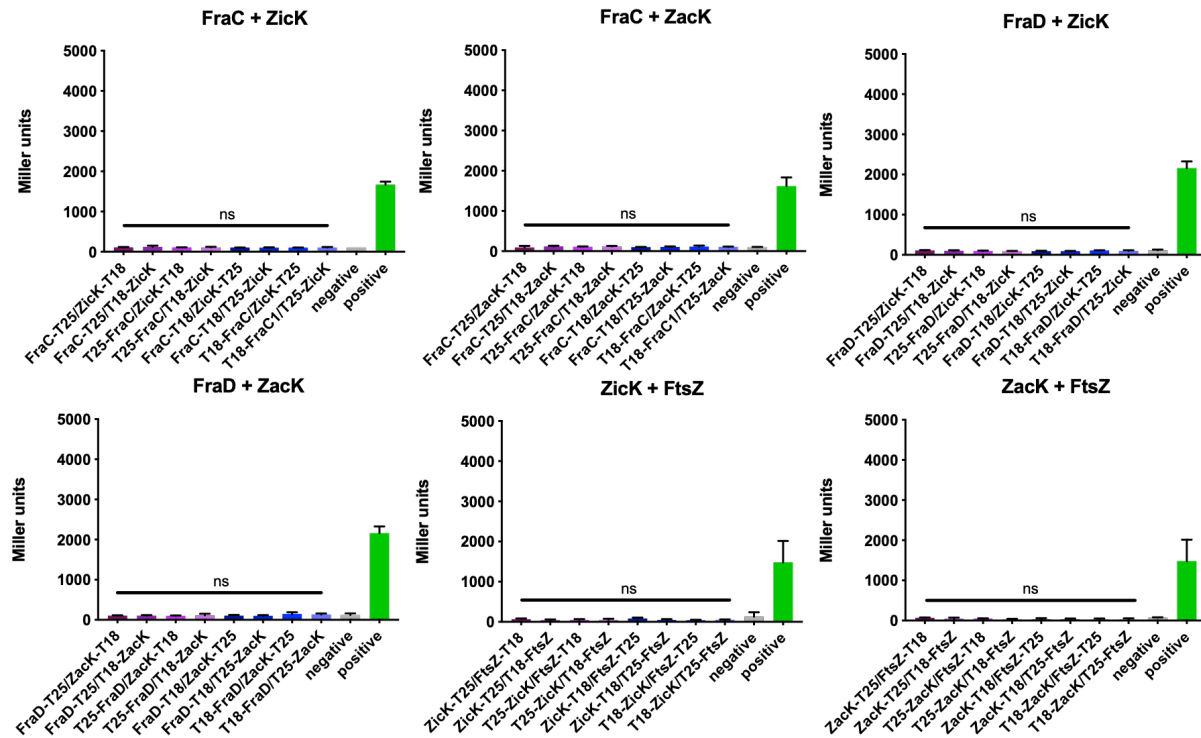 FraC + ZicK
Miller units
5000
4000
3000
2000
1000
0
ns
FraC-T25/ZicK-T18
FraC-T25/T18-ZicK
T25-FraC/ZicK-T18
T25-FraC/T18-ZicK
FraC-T18/ZicK-T25
FraC-T18/T25-ZicK
T18-FraC/ZicK-T25
T18-FraC1/T25-ZicK
negative
positive
FraC + ZacK
Miller units
5000
4000
3000
2000
1000
0
ns
FraC-T25/ZacK-T18
FraC-T25/T18-ZacK
T25-FraC/ZacK-T18
T25-FraC/T18-ZacK
FraC-T18/ZacK-T25
FraC-T18/T25-ZacK
T18-FraC/ZacK-T25
T18-FraC1/T25-ZacK
negative
positive
FraD + ZicK
Miller units
5000
4000
3000
2000
1000
0
ns
FraD-T25/ZicK-T18
FraD-T25/T18-ZicK
T25-FraD/ZicK-T18
T25-FraD/T18-ZicK
FraD-T18/ZicK-T25
FraD-T18/T25-ZicK
T18-FraD/ZicK-T25
T18-FraD/T25-ZicK
negative
positive
FraD + ZacK
Miller units
5000
4000
3000
2000
1000
0
ns
FraD-T25/ZacK-T18
FraD-T25/T18-ZacK
T25-FraD/ZacK-T18
T25-FraD/T18-ZacK
FraD-T18/ZacK-T25
FraD-T18/T25-ZacK
T18-FraD/ZacK-T25
T18-FraD/T25-ZacK
negative
positive
ZicK + FtsZ
Miller units
5000
4000
3000
2000
1000
0
ns
ZicK-T25/FtsZ-T18
ZicK-T25/T18-FtsZ
T25-ZicK/FtsZ-T18
T25-ZicK/T18-FtsZ
ZicK-T18/FtsZ-T25
ZicK-T18/T25-FtsZ
T18-ZicK/FtsZ-T25
T18-ZicK/T25-FtsZ
negative
positive
ZacK + FtsZ
Miller units
5000
4000
3000
2000
1000
0
ns
ZacK-T25/FtsZ-T18
ZacK-T25/T18-FtsZ
T25-ZacK/FtsZ-T18
T25-ZacK/T18-FtsZ
ZacK-T18/FtsZ-T25
ZacK-T18/T25-FtsZ
T18-ZacK/FtsZ-T25
T18-ZacK/T25-FtsZ
negative
positive